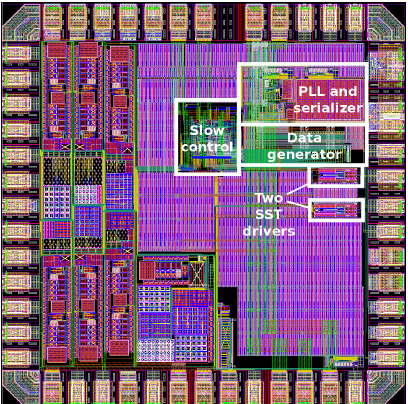 PLL and
serializer
Slow
control
Data
generator
Two
SST
drivers